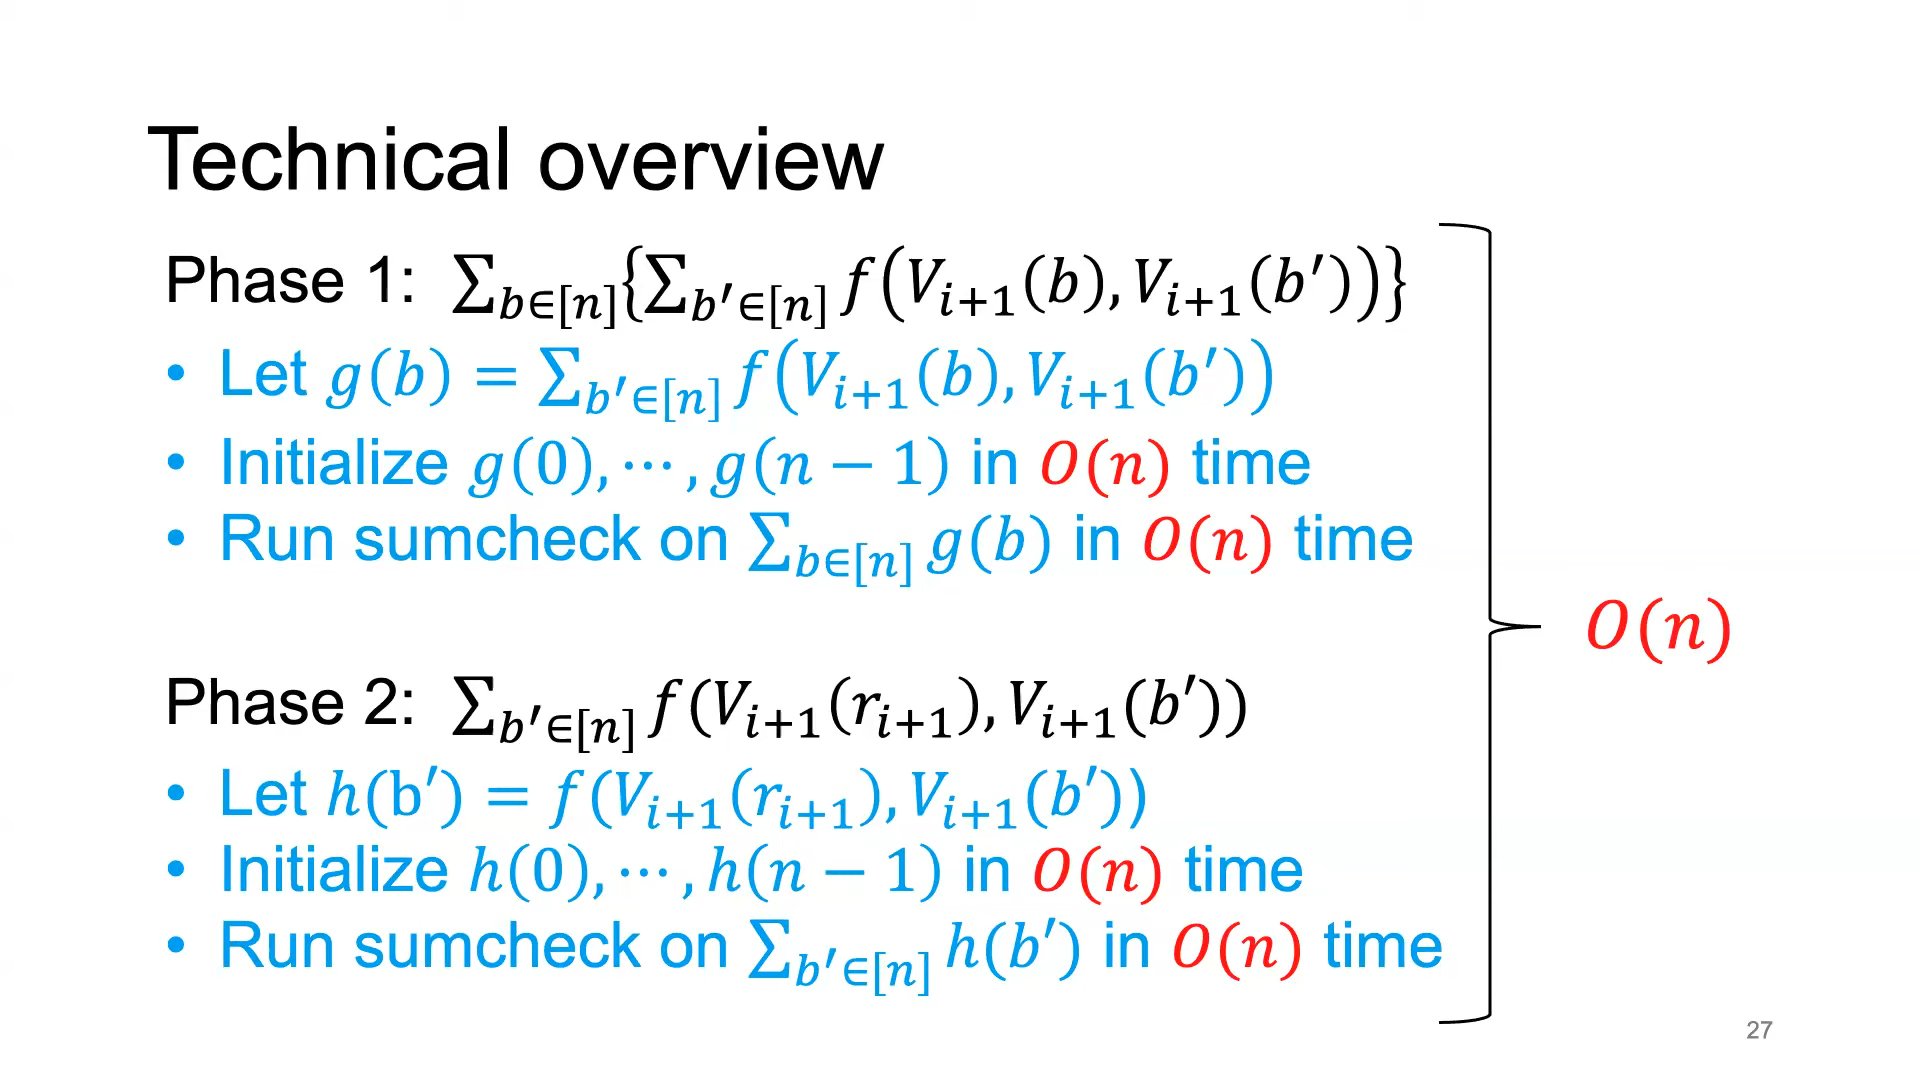 Technical overview
Phase 1: ∑_{b∈[n]}{∑_{b′∈[n]} f(V_{i+1}(b), V_{i+1}(b′))}
• Let g(b) = ∑_{b′∈[n]} f(V_{i+1}(b), V_{i+1}(b′))
• Initialize g(0), ⋯ , g(n − 1) in O(n) time
• Run sumcheck on ∑_{b∈[n]} g(b) in O(n) time
O(n)
Phase 2: ∑_{b′∈[n]} f(V_{i+1}(r_{i+1}), V_{i+1}(b′))
• Let h(b′) = f(V_{i+1}(r_{i+1}), V_{i+1}(b′))
• Initialize h(0), ⋯ , h(n − 1) in O(n) time
• Run sumcheck on ∑_{b′∈[n]} h(b′) in O(n) time
27